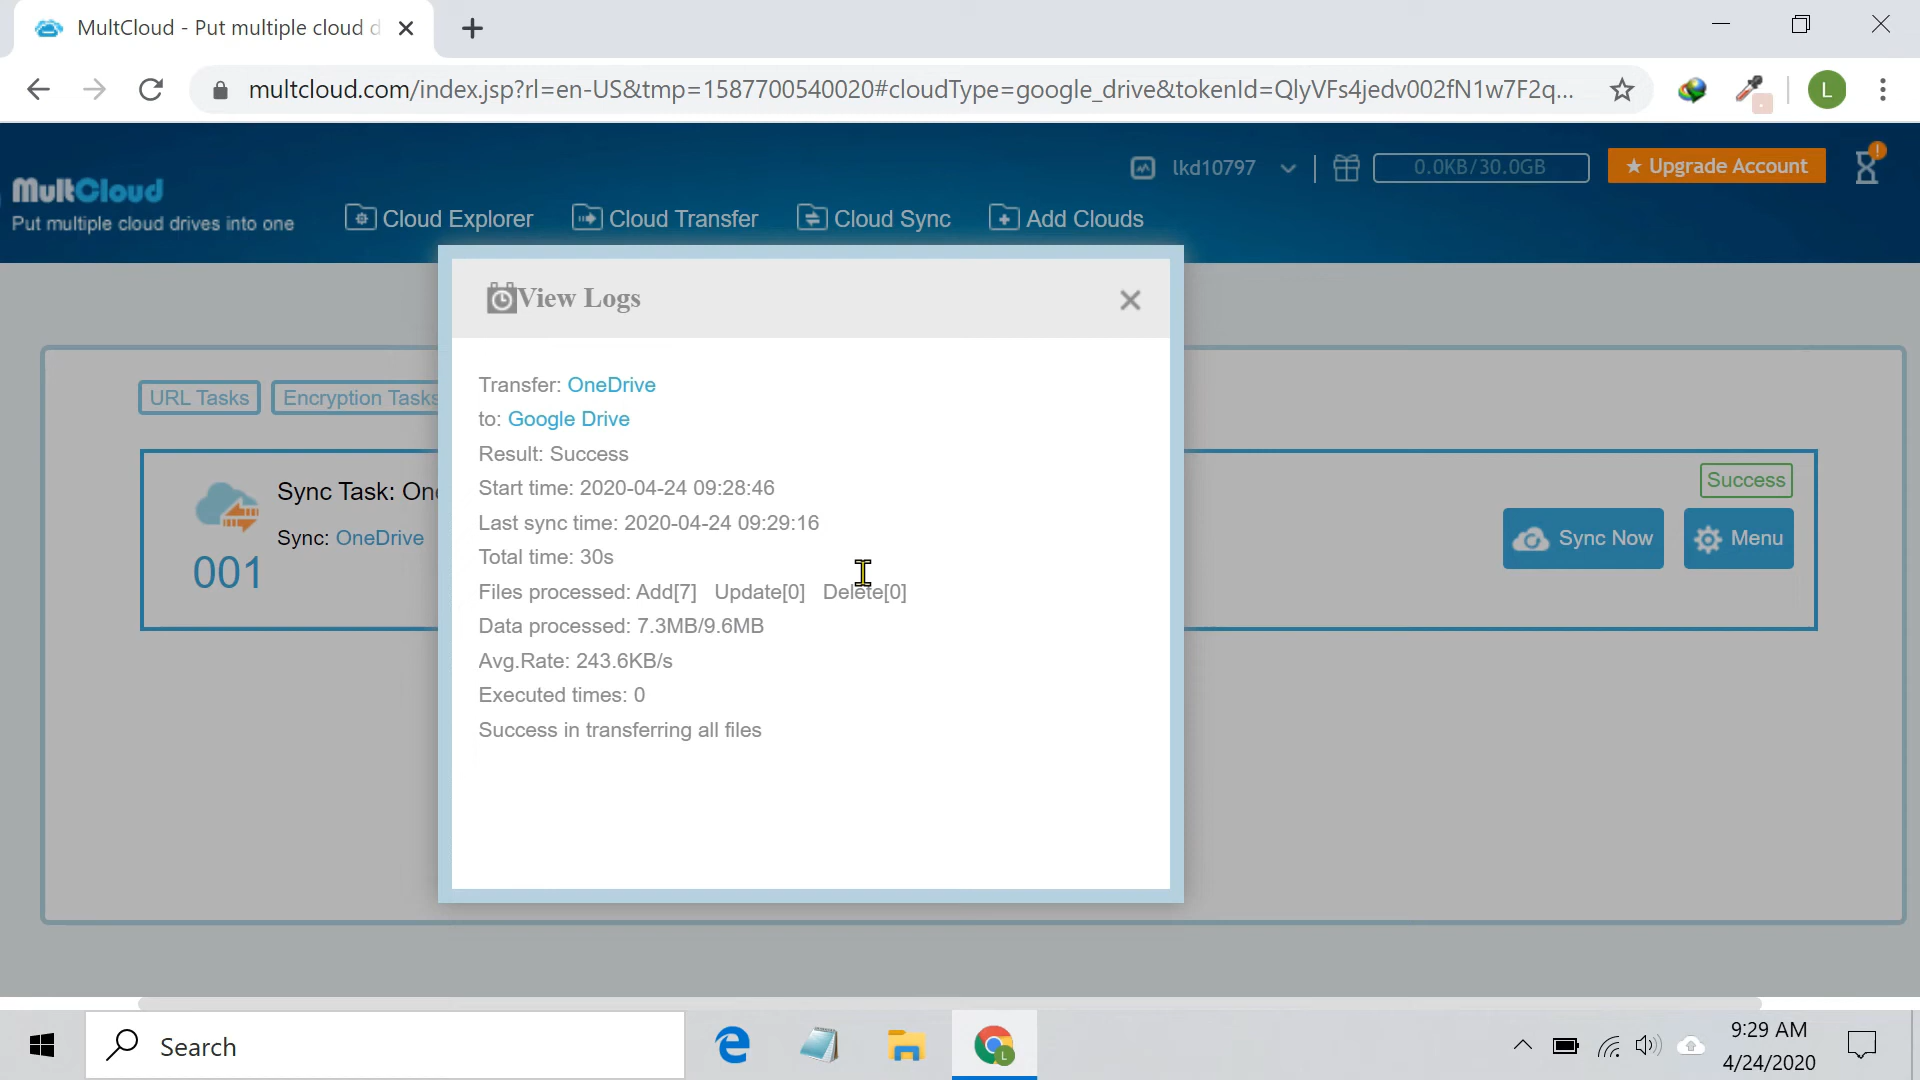 MultCloud - Put multiple cloud d
multcloud.com/index.jsp?rl=en-US&tmp=1587700540020#cloudType=google_drive&tokenId=QlyVFs4jedv002fN1w7F2q...
L
lkd10797
0.0KB/30.0GB
★ Upgrade Account
MultCloud
Put multiple cloud drives into one
Cloud Explorer
Cloud Transfer
Cloud Sync
Add Clouds
View Logs
Transfer: OneDrive
to: Google Drive
Result: Success
Start time: 2020-04-24 09:28:46
Last sync time: 2020-04-24 09:29:16
Total time: 30s
Files processed: Add[7] Update[0] Delete[0]
Data processed: 7.3MB/9.6MB
Avg.Rate: 243.6KB/s
Executed times: 0
Success in transferring all files
URL Tasks
Encryption Tasks
Sync Task: One
Sync: OneDrive
001
Success
Sync Now
Menu
Search
L
9:29 AM
4/24/2020